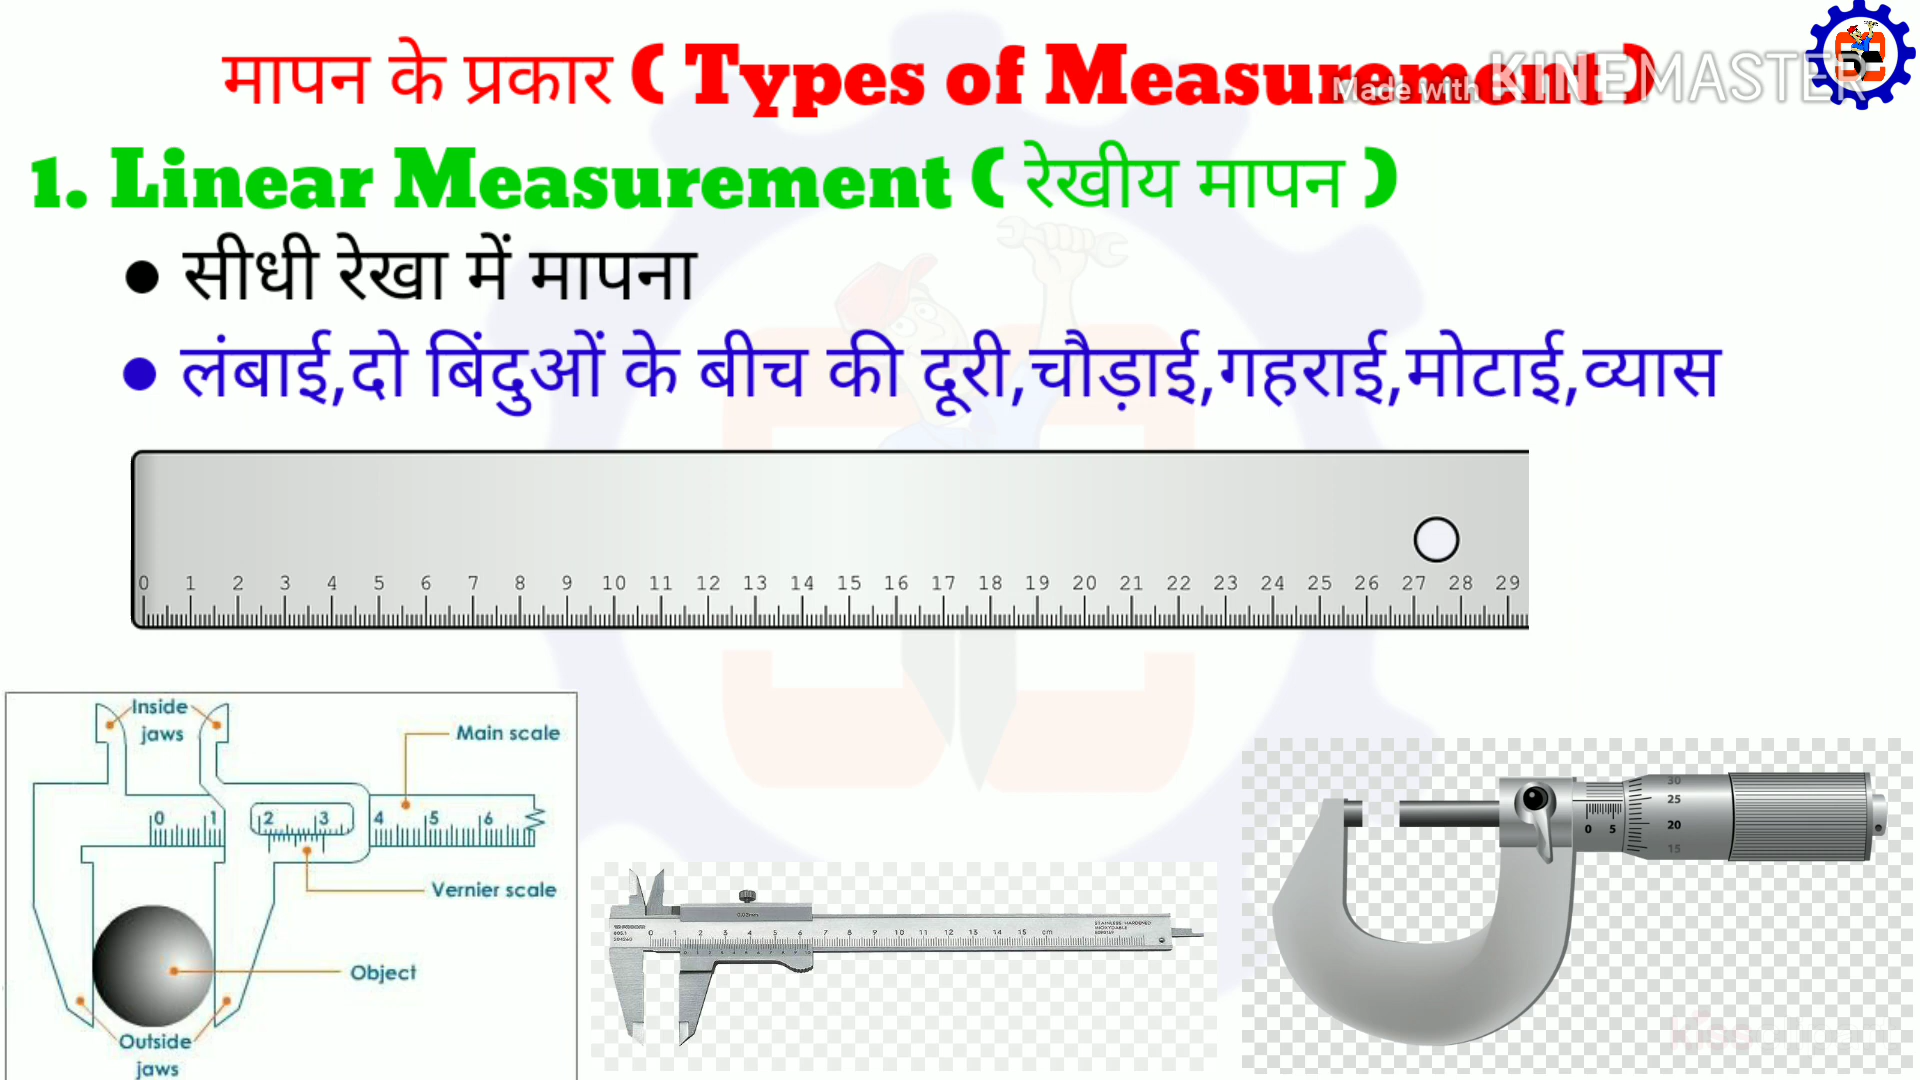 मापन के प्रकार ( Types of Measurement )
Made with KINEMASTER
1. Linear Measurement ( रेखीय मापन )
● सीधी रेखा में मापना
● लंबाई,दो बिंदुओं के बीच की दूरी,चौड़ाई,गहराई,मोटाई,व्यास
0 1 2 3 4 5 6 7 8 9 10 11 12 13 14 15 16 17 18 19 20 21 22 23 24 25 26 27 28 29
Inside
jaws
Main scale
0 1 2 3 4 5 6
Vernier scale
Object
Outside
jaws
0.02mm
STAINLESS HARDENED
0 1 2 3 4 5 6 7 8 9 10 11 12 13 14 15 cm
30
25
0 5 20
15